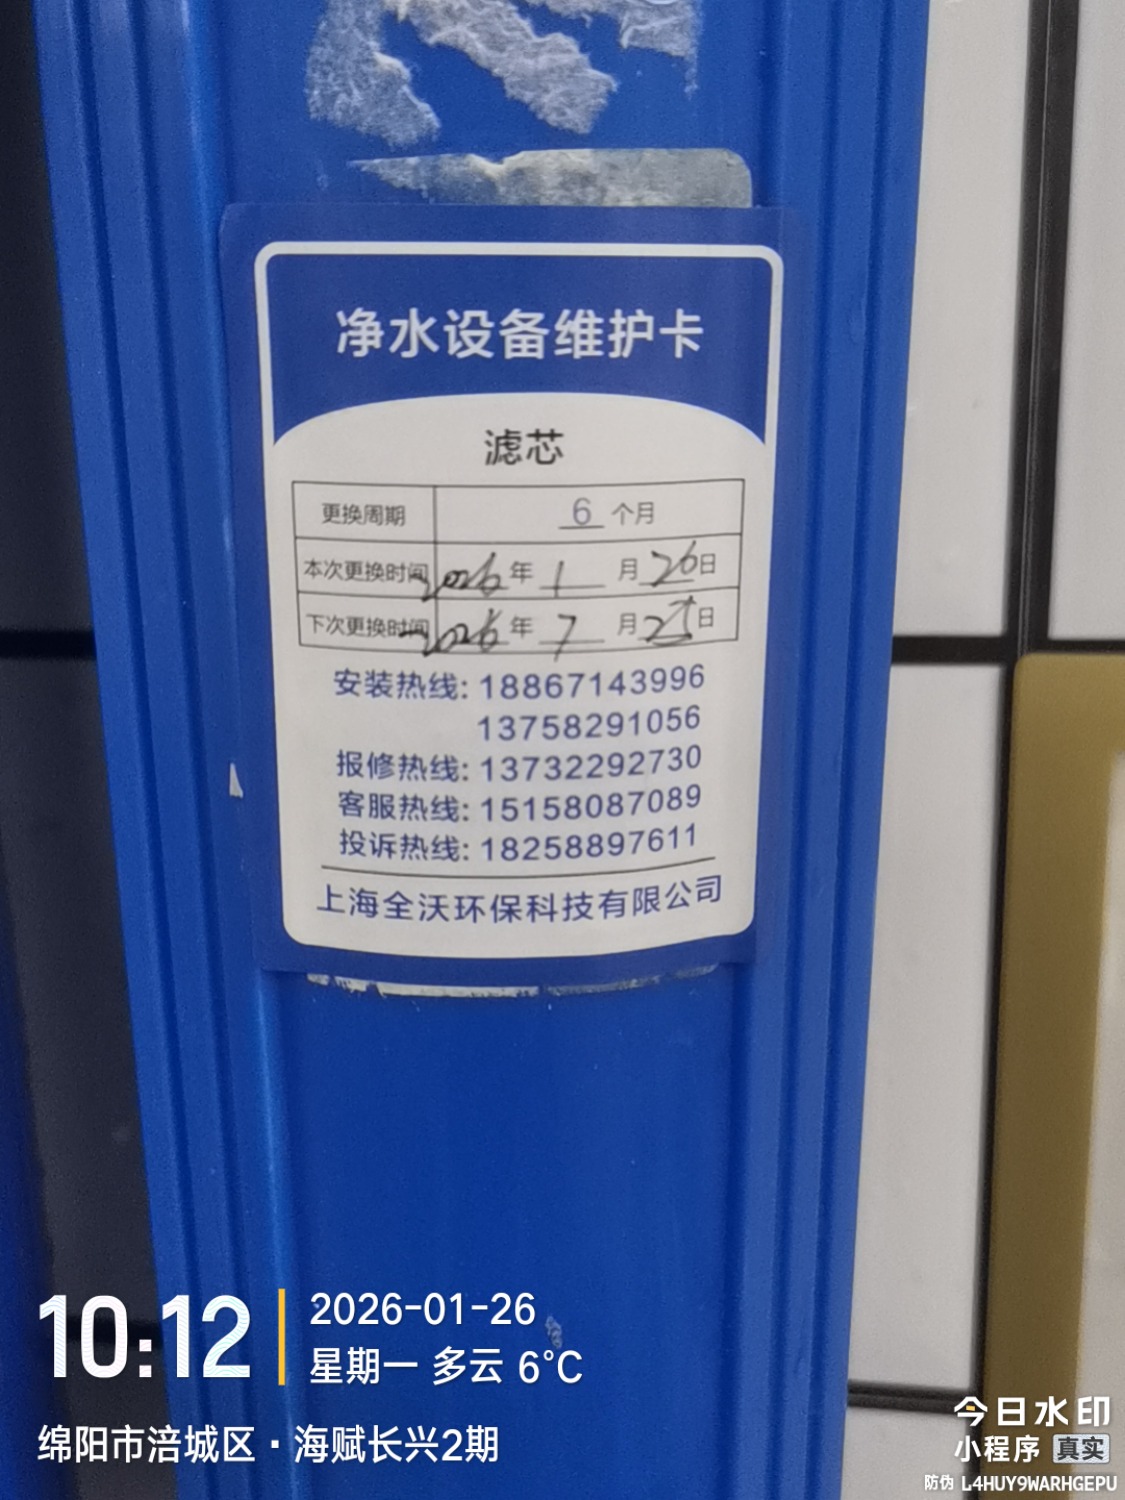 净水设备维护卡
滤芯
更换周期 6 个月
本次更换时间 2026 年 1 月 26 日
下次更换时间 2026 年 7 月 25 日
安装热线: 18867143996
13758291056
报修热线: 13732292730
客服热线: 15158087089
投诉热线: 18258897611
上海全沃环保科技有限公司
10:12
2026-01-26
星期一 多云 6°C
绵阳市涪城区·海赋长兴2期
今日水印
小程序 真实
防伪 L4HUY9WARHGEPU